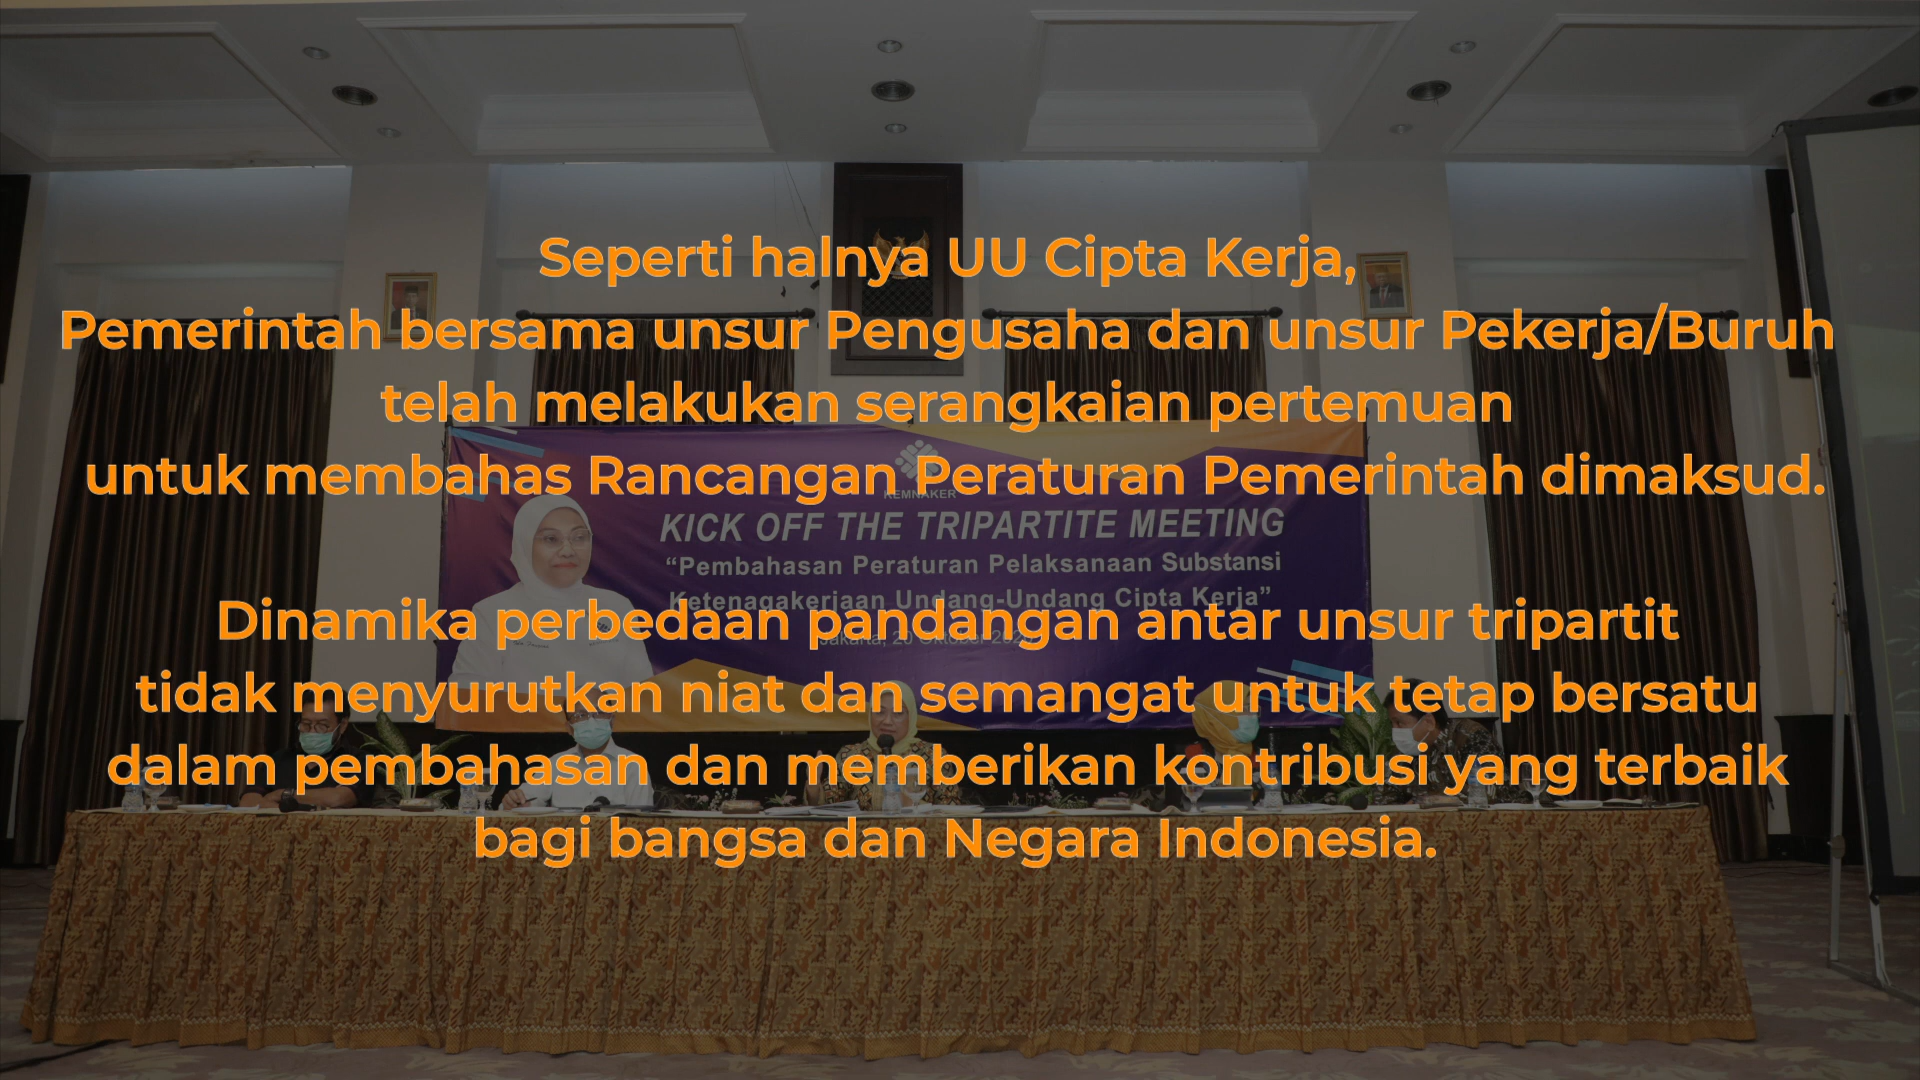 Seperti halnya UU Cipta Kerja,
Pemerintah bersama unsur Pengusaha dan unsur Pekerja/Buruh
telah melakukan serangkaian pertemuan
untuk membahas Rancangan Peraturan Pemerintah dimaksud.
KEMNAKER
KICK OFF THE TRIPARTITE MEETING
“Pembahasan Peraturan Pelaksanaan Substansi
Ketenagakerjaan Undang-Undang Cipta Kerja”
Jakarta, 20 Oktober
Dinamika perbedaan pandangan antar unsur tripartit
tidak menyurutkan niat dan semangat untuk tetap bersatu
dalam pembahasan dan memberikan kontribusi yang terbaik
bagi bangsa dan Negara Indonesia.